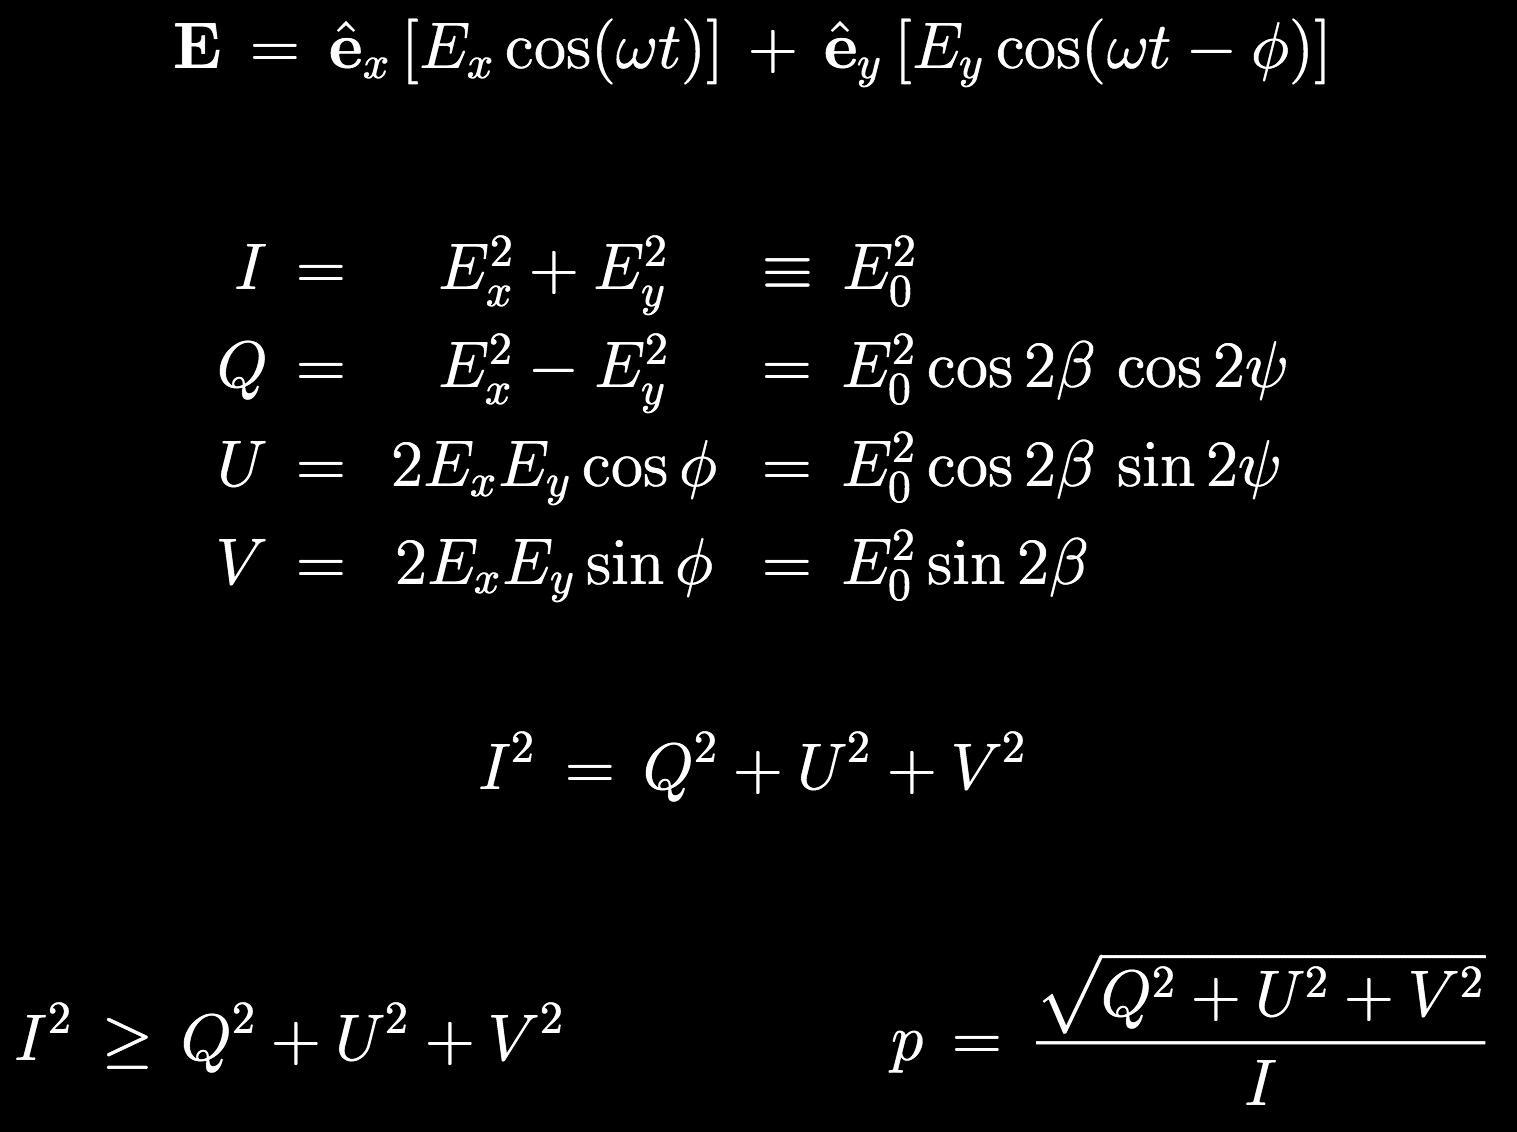 𝐄 = ê_x [E_x cos(ωt)] + ê_y [E_y cos(ωt − ϕ)]
I = E_x^2 + E_y^2 ≡ E_0^2
Q = E_x^2 − E_y^2 = E_0^2 cos 2β cos 2ψ
U = 2E_xE_y cos ϕ = E_0^2 cos 2β sin 2ψ
V = 2E_xE_y sin ϕ = E_0^2 sin 2β
I^2 = Q^2 + U^2 + V^2
I^2 ≥ Q^2 + U^2 + V^2
p = √(Q^2 + U^2 + V^2) / I